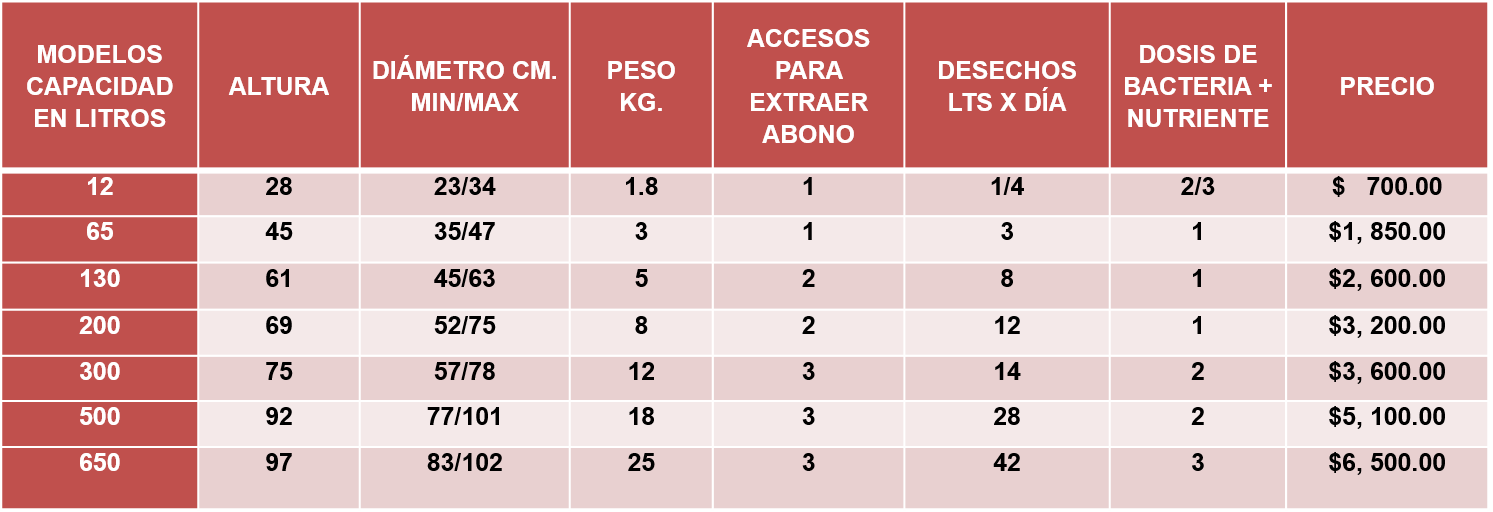 MODELOS CAPACIDAD EN LITROS ALTURA DIÁMETRO CM. MIN/MAX PESO KG. ACCESOS PARA EXTRAER ABONO DESECHOS LTS X DÍA DOSIS DE BACTERIA + NUTRIENTE PRECIO
12 28 23/34 1.8 1 1/4 2/3 $ 700.00
65 45 35/47 3 1 3 1 $1, 850.00
130 61 45/63 5 2 8 1 $2, 600.00
200 69 52/75 8 2 12 1 $3, 200.00
300 75 57/78 12 3 14 2 $3, 600.00
500 92 77/101 18 3 28 2 $5, 100.00
650 97 83/102 25 3 42 3 $6, 500.00